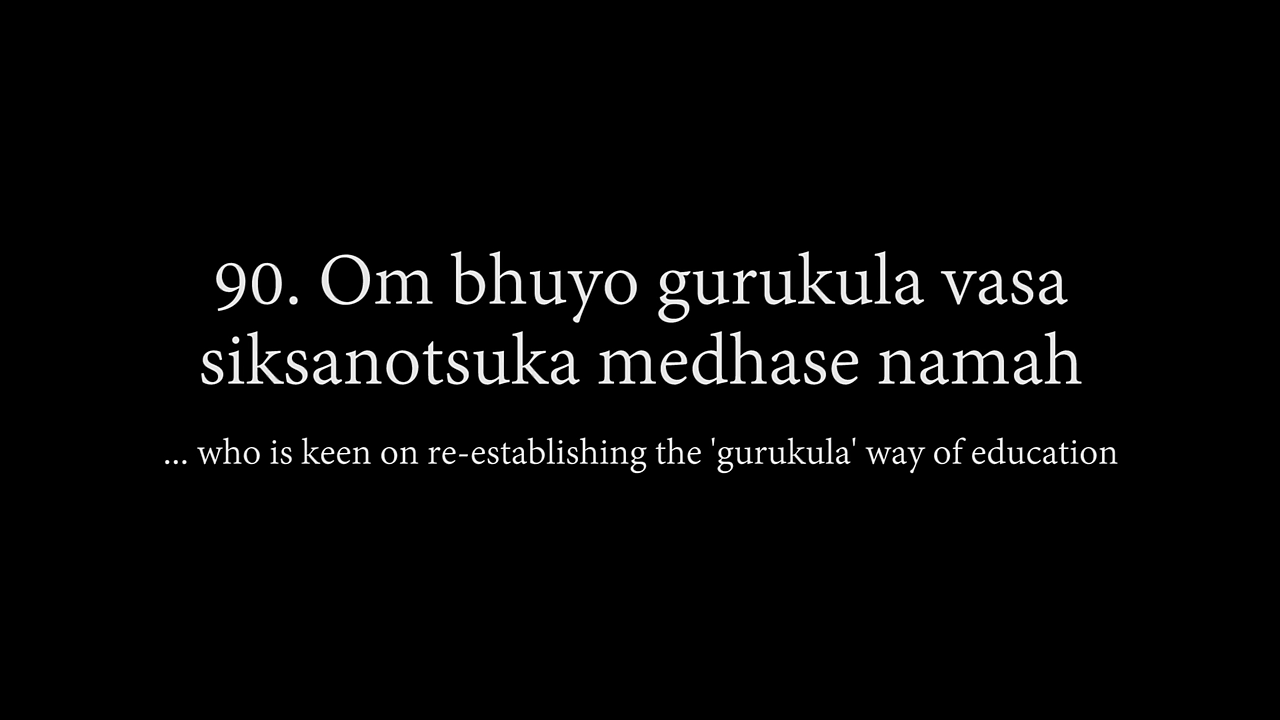 90. Om bhuyo gurukula vasa
siksanotsuka medhase namah
... who is keen on re-establishing the 'gurukula' way of education